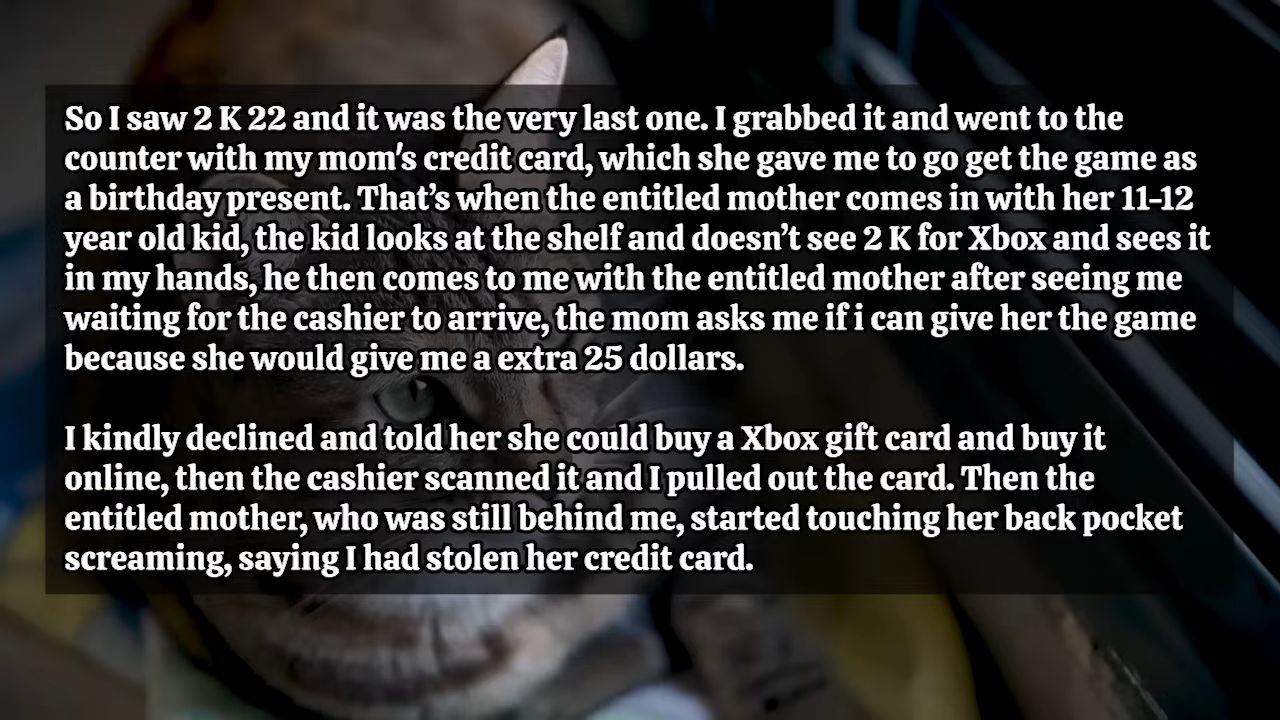 So I saw 2 K 22 and it was the very last one. I grabbed it and went to the
counter with my mom's credit card, which she gave me to go get the game as
a birthday present. That’s when the entitled mother comes in with her 11-12
year old kid, the kid looks at the shelf and doesn’t see 2 K for Xbox and sees it
in my hands, he then comes to me with the entitled mother after seeing me
waiting for the cashier to arrive, the mom asks me if i can give her the game
because she would give me a extra 25 dollars.
I kindly declined and told her she could buy a Xbox gift card and buy it
online, then the cashier scanned it and I pulled out the card. Then the
entitled mother, who was still behind me, started touching her back pocket
screaming, saying I had stolen her credit card.